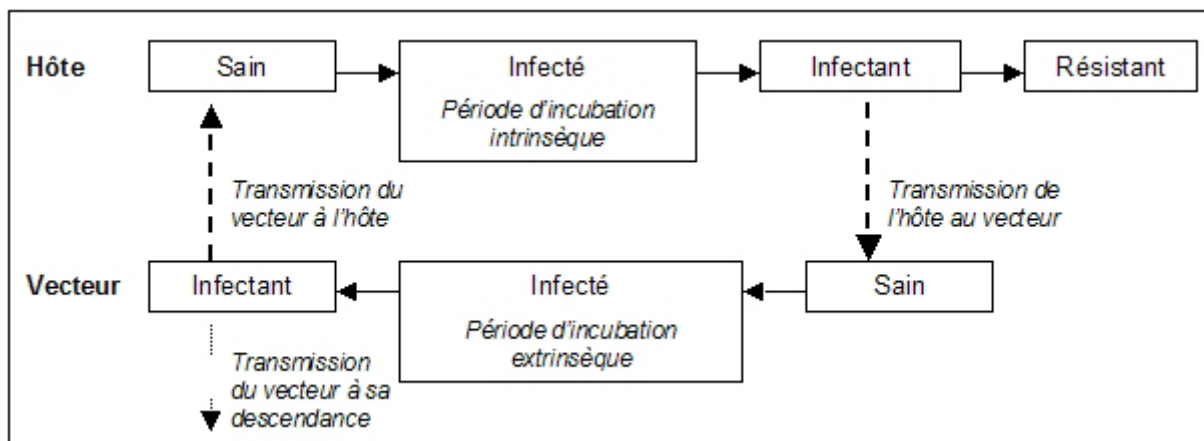 Hôte
Sain
Infecté
Période d'incubation
intrinsèque
Infectant
Résistant
Transmission du
vecteur à l'hôte
Transmission de
l'hôte au vecteur
Vecteur
Infectant
Infecté
Période d'incubation
extrinsèque
Sain
Transmission
du vecteur à sa
descendance